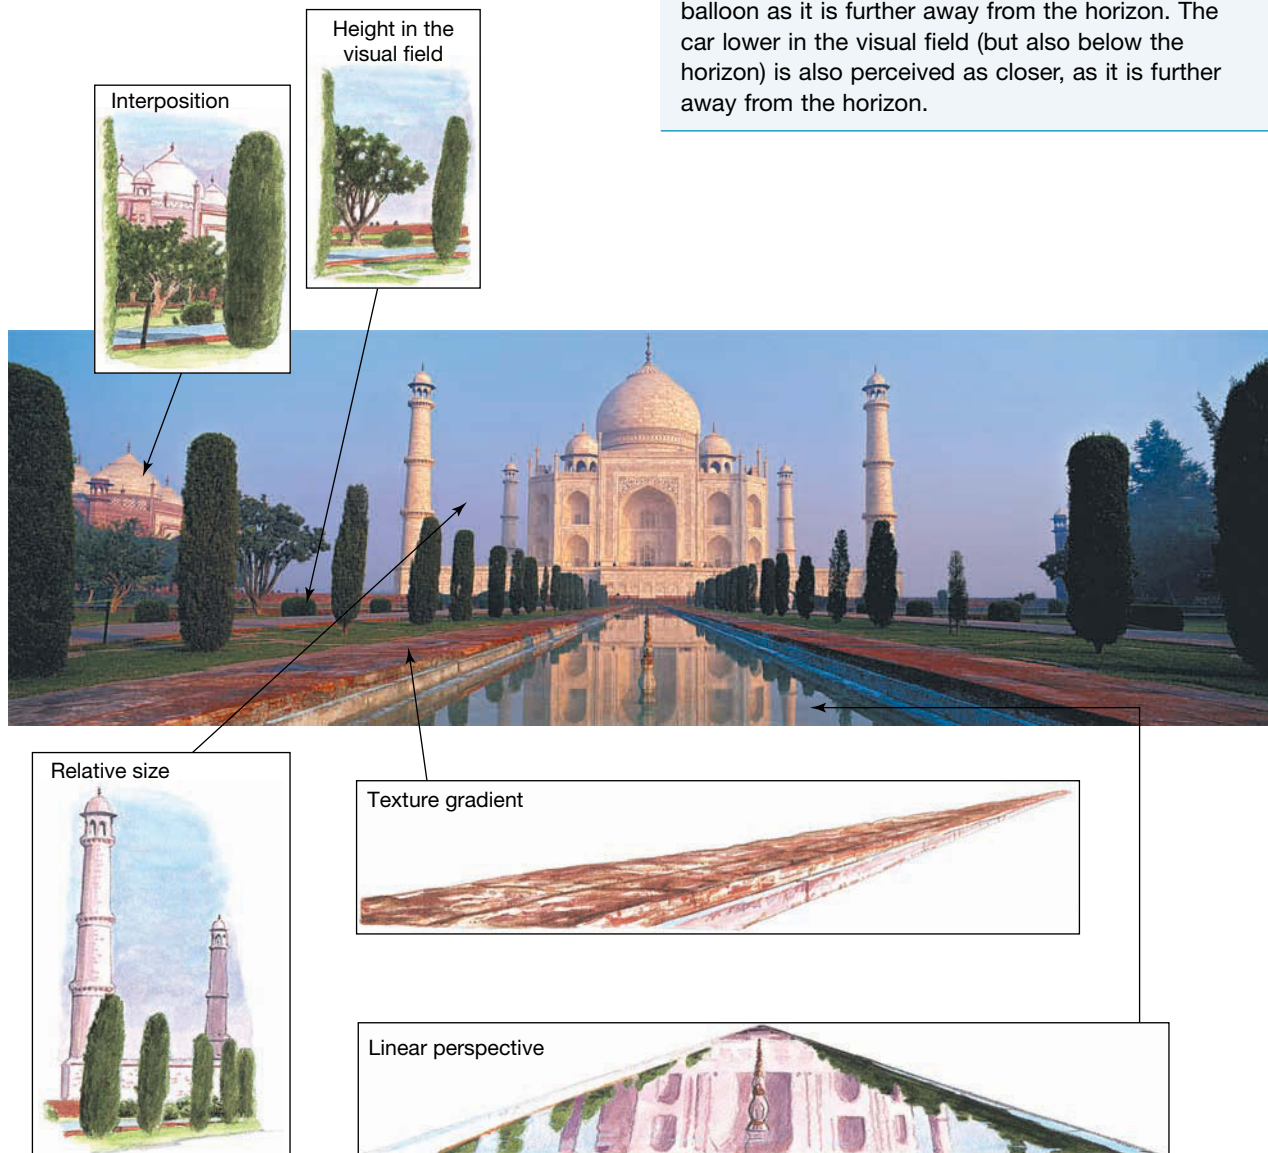 balloon as it is further away from the horizon. The
car lower in the visual field (but also below the
horizon) is also perceived as closer, as it is further
away from the horizon.
Height in the
visual field
Interposition
Relative size
Texture gradient
Linear perspective